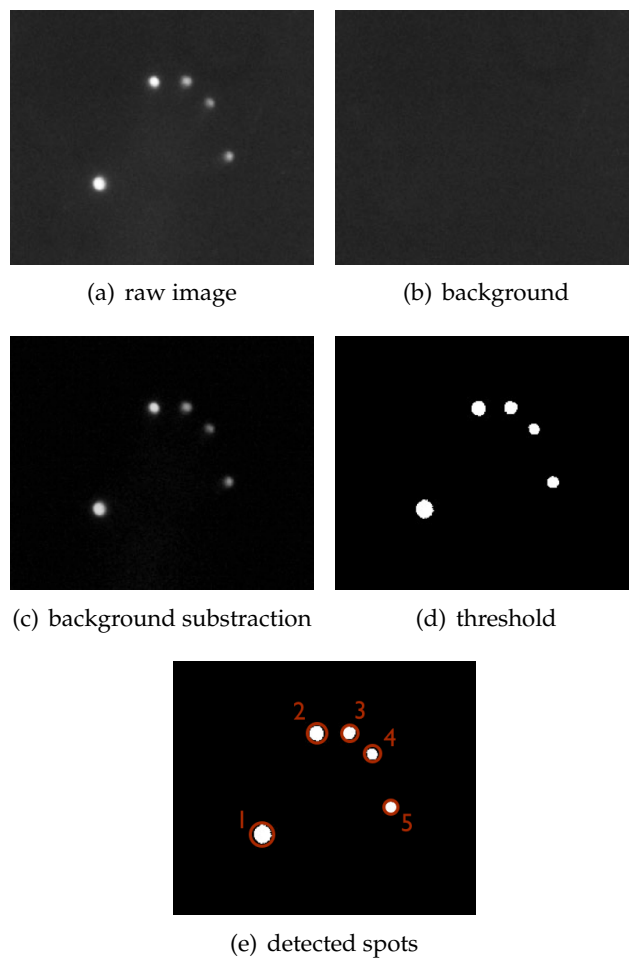 (a) raw image
(b) background
(c) background substraction
(d) threshold
2
3
4
1
5
(e) detected spots